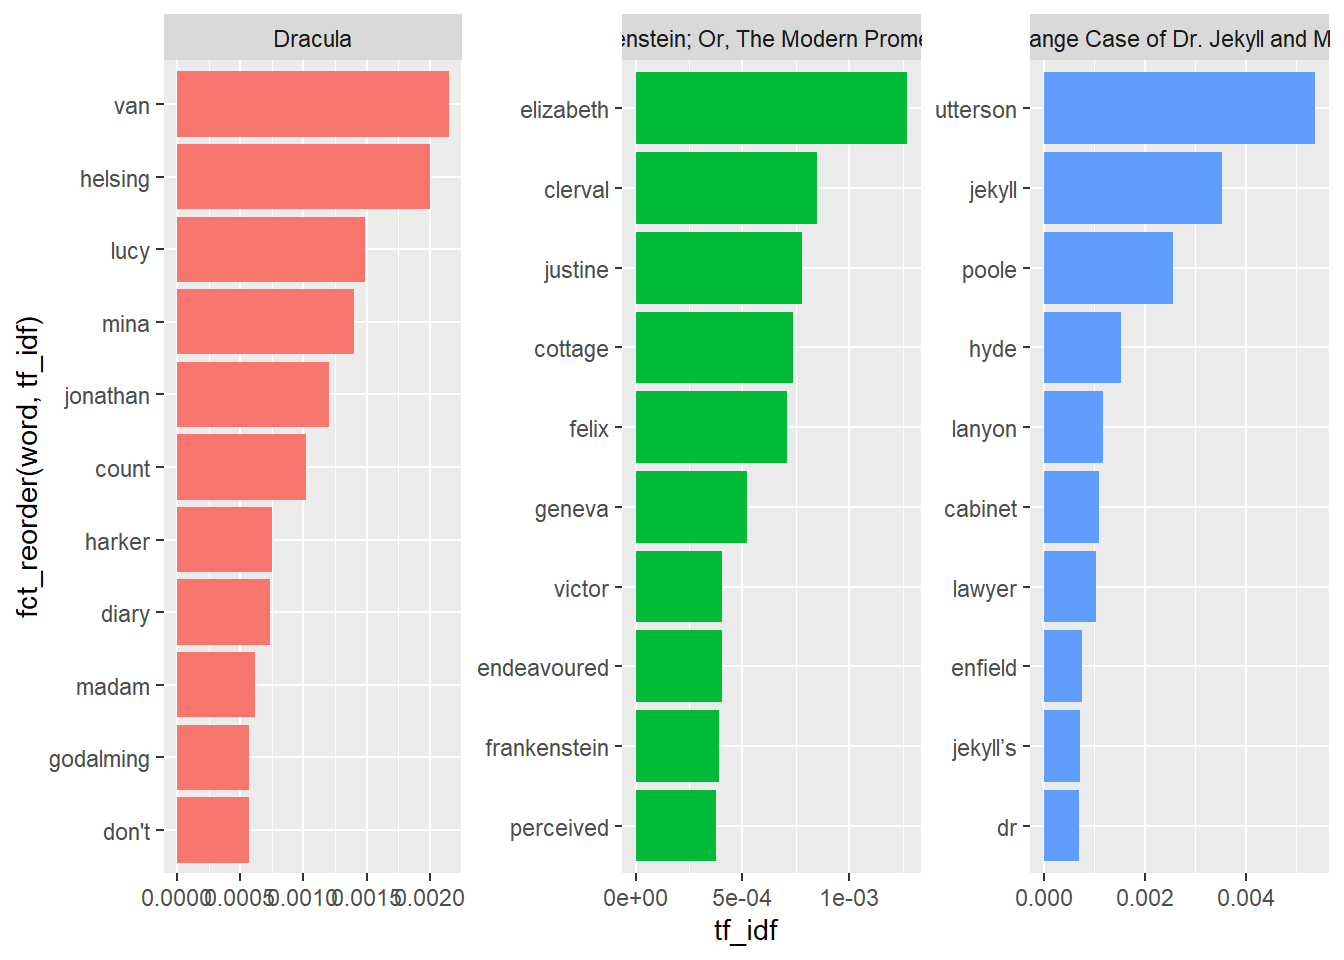 Dracula
enstein; Or, The Modern Prome
ange Case of Dr. Jekyll and M
fct_reorder(word, tf_idf)
van
helsing
lucy
mina
jonathan
count
harker
diary
madam
godalming
don't
0.0000
0.0005
0.0010
0.0015
0.0020
elizabeth
clerval
justine
cottage
felix
geneva
victor
endeavoured
frankenstein
perceived
0e+00
5e-04
1e-03
utterson
jekyll
poole
hyde
lanyon
cabinet
lawyer
enfield
jekyll’s
dr
0.000
0.002
0.004
tf_idf